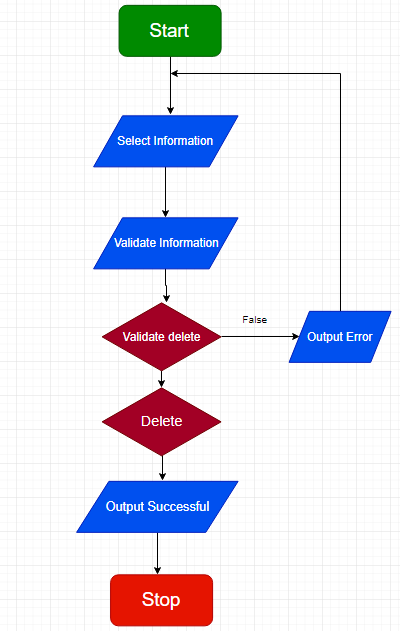 Start
Select Information
Validate Information
False
Validate delete
Output Error
Delete
Output Successful
Stop